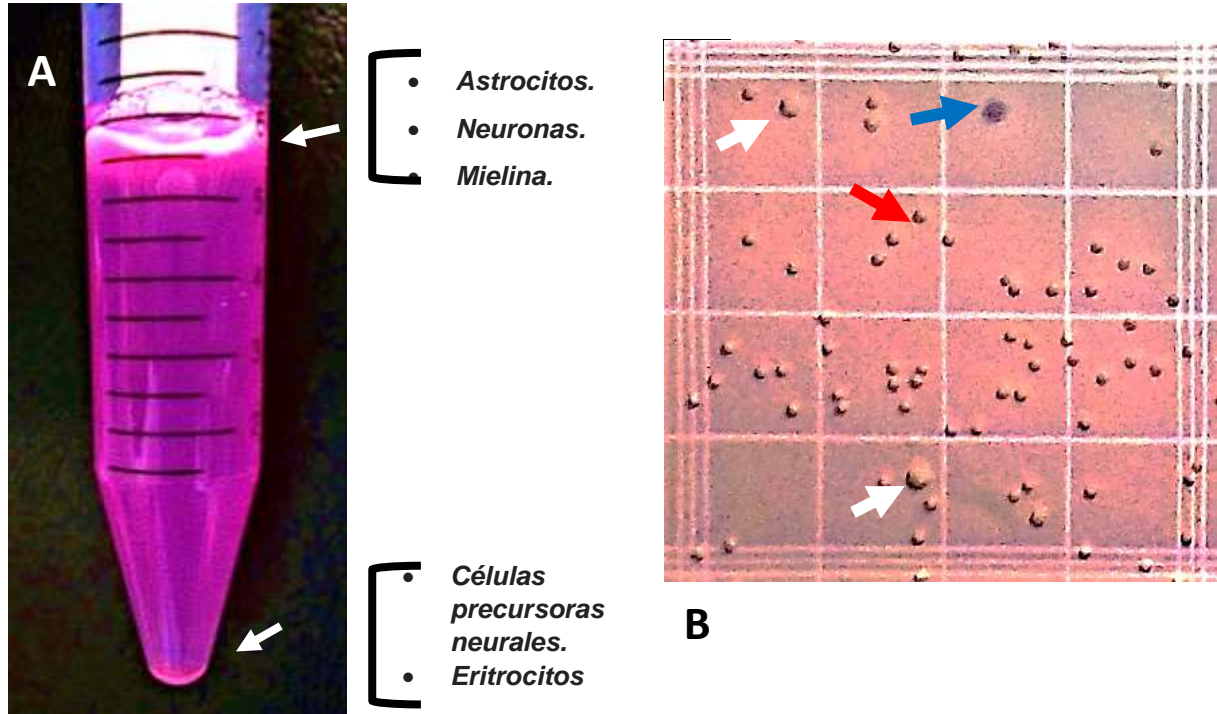 A
• Astrocitos.
• Neuronas.
• Mielina.
• Células
precursoras
neurales.
• Eritrocitos
B